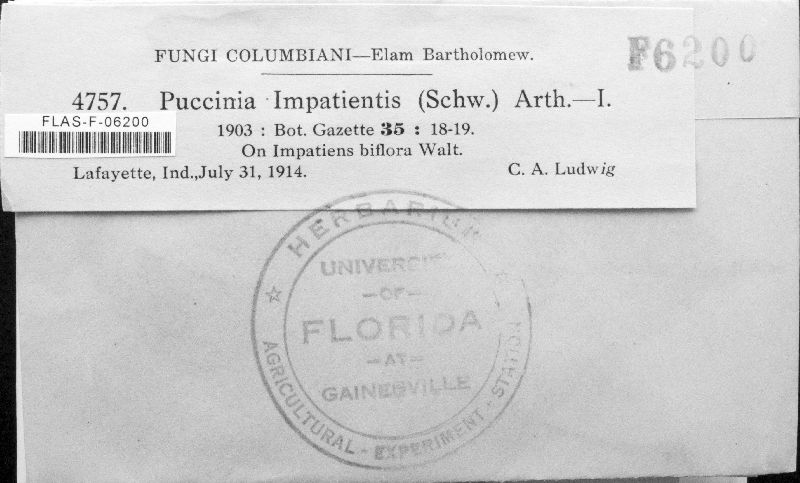 FUNGI COLUMBIANI—Elam Bartholomew.
F6200
4757. Puccinia Impatientis (Schw.) Arth.—I.
FLAS-F-06200
1903 : Bot. Gazette 35 : 18-19.
On Impatiens biflora Walt.
Lafayette, Ind.,July 31, 1914. C. A. Ludwig
HERBARIUM
UNIVERSITY
—OF—
FLORIDA
—AT—
GAINESVILLE
AGRICULTURAL - EXPERIMENT - STATION